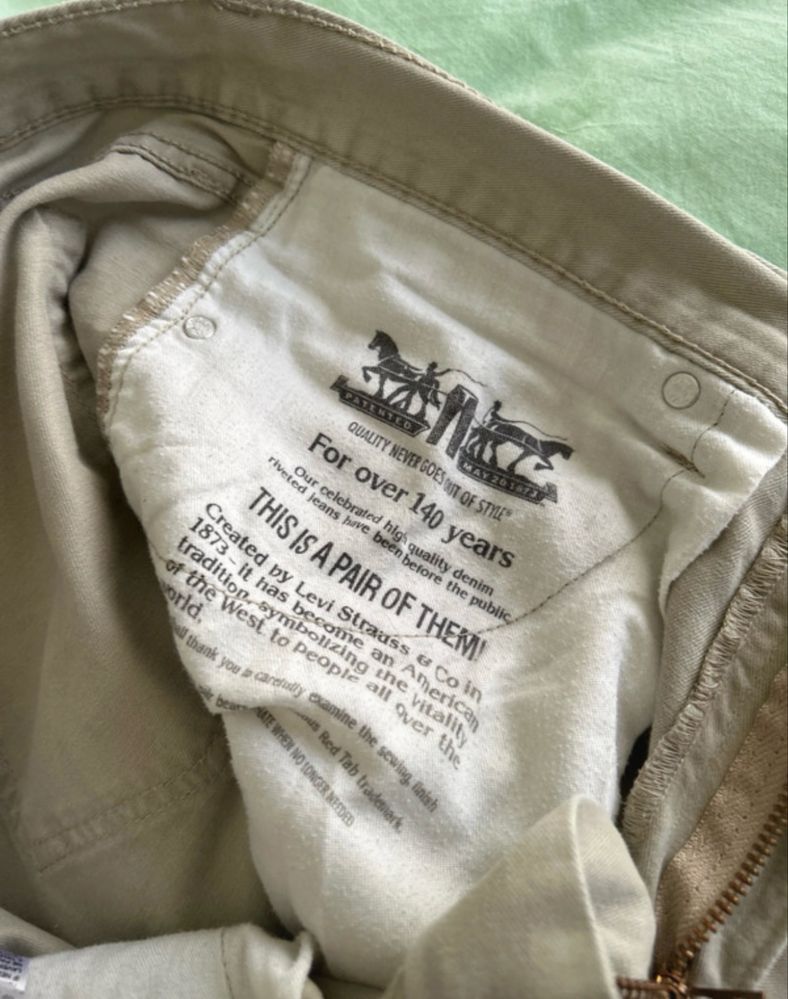 PATENTED
MAY 20 1873
QUALITY NEVER GOES OUT OF STYLE®
For over 140 years
Our celebrated high quality denim
riveted jeans have been before the public
THIS IS A PAIR OF THEM!
Created by Levi Strauss & Co in
1873 - it has become an American
tradition, symbolizing the vitality
of the West to people all over the
world.
thank you to carefully examine the sewing, finish
Red Tab trademark.
WHEN NO LONGER NEEDED